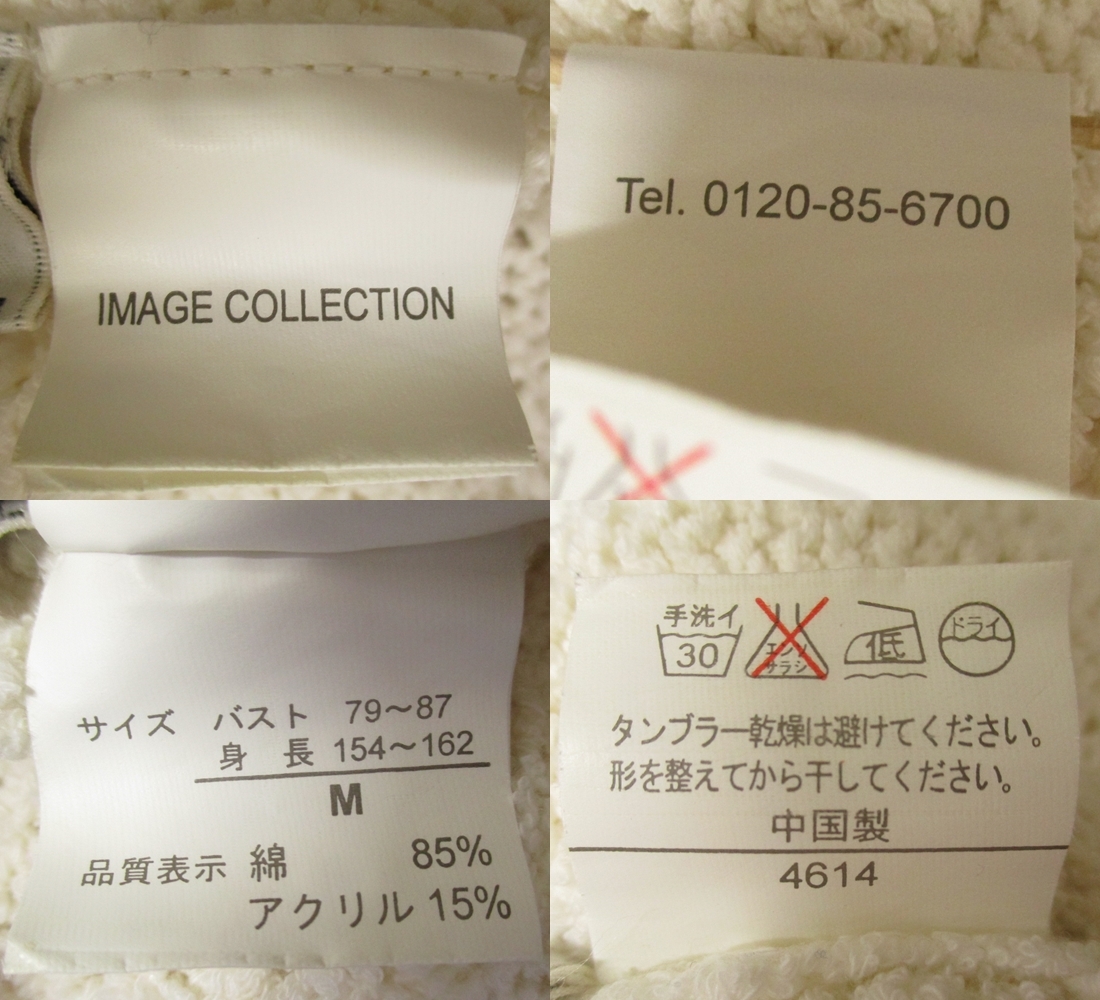 IMAGE COLLECTION
Tel. 0120-85-6700
サイズ バスト 79〜87
身 長 154〜162
M
品質表示 綿 85%
アクリル 15%
手洗イ
30
エンソ
サラシ
低
ドライ
タンブラー乾燥は避けてください。
形を整えてから干してください。
中国製
4614